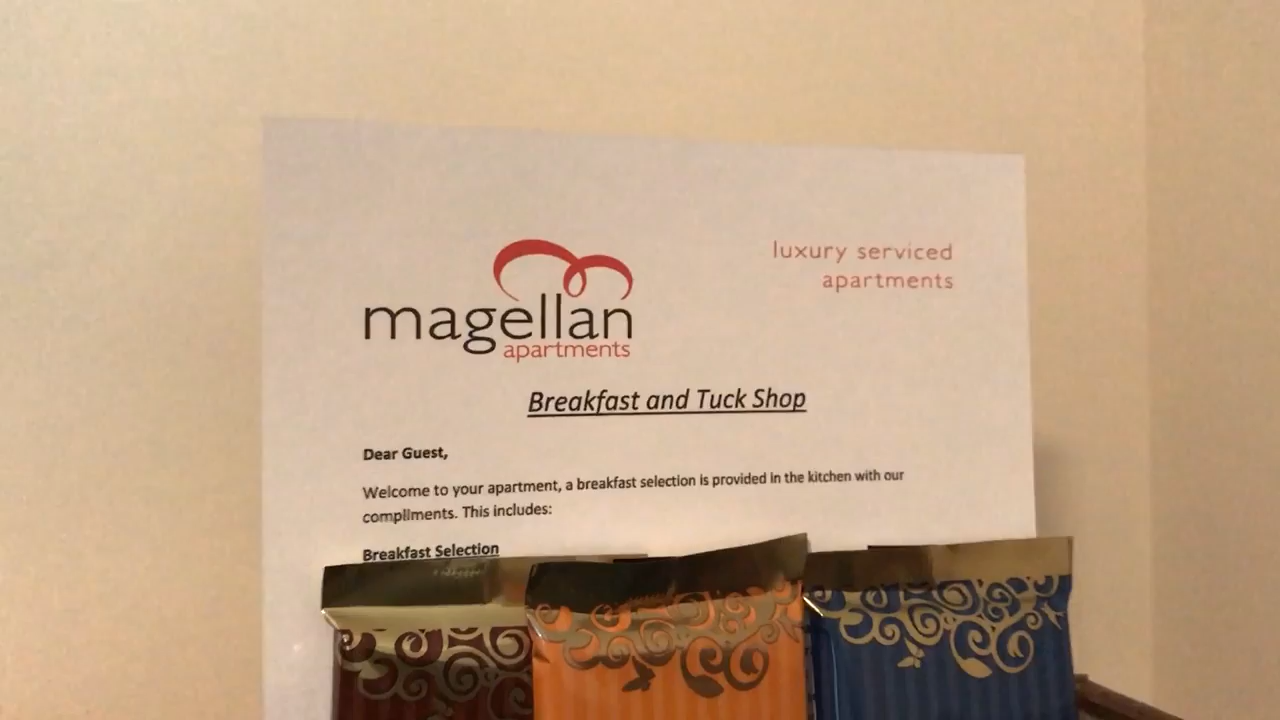 magellan
apartments
luxury serviced
apartments
Breakfast and Tuck Shop
Dear Guest,
Welcome to your apartment, a breakfast selection is provided in the kitchen with our
compliments. This includes:
Breakfast Selection